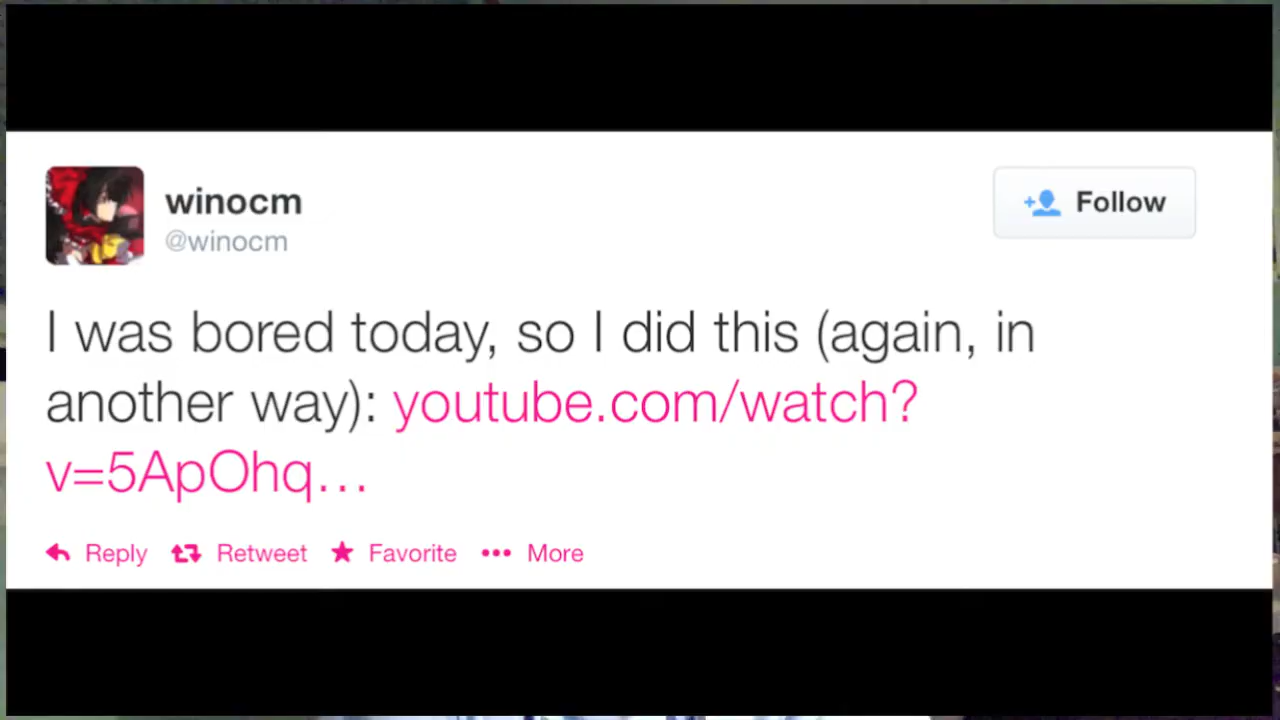 winocm
@winocm
Follow
I was bored today, so I did this (again, in
another way): youtube.com/watch?
v=5ApOhq...
Reply Retweet Favorite More